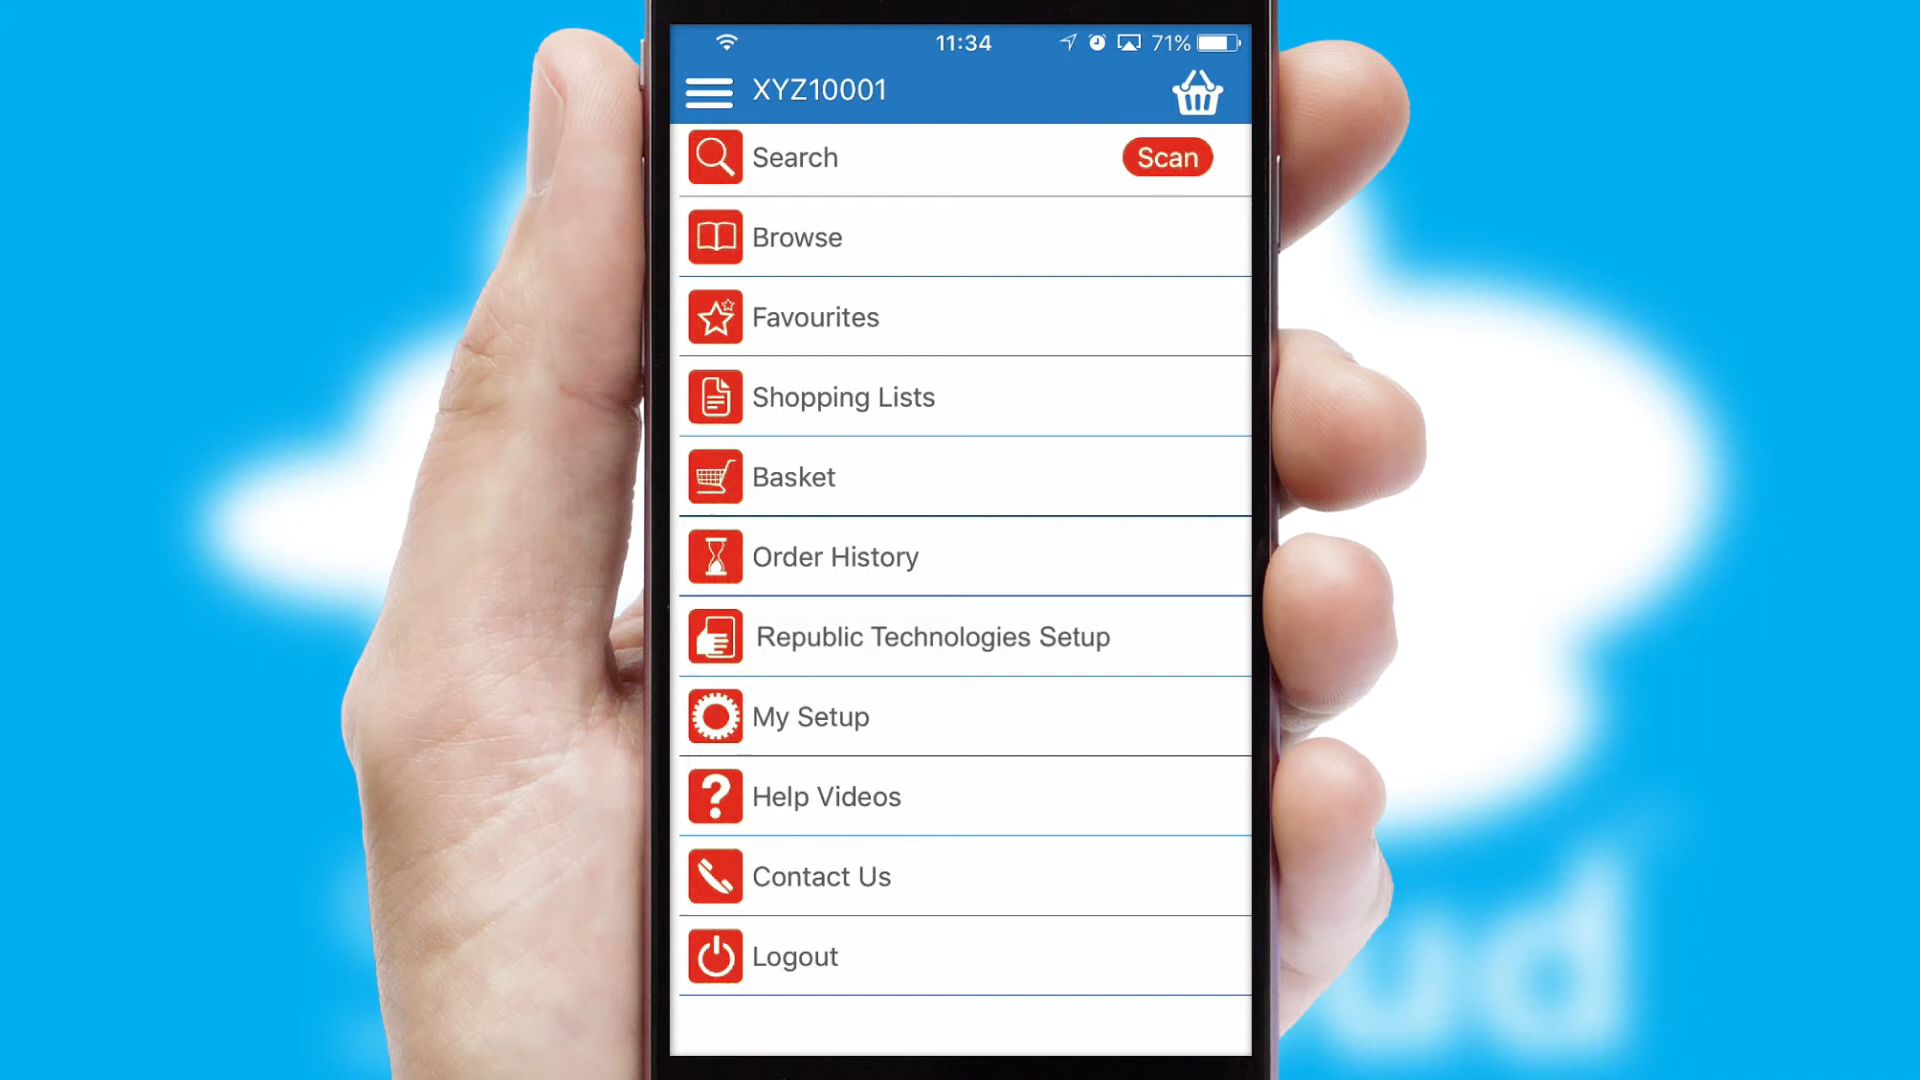 11:34
71%
XYZ10001
Search
Scan
Browse
Favourites
Shopping Lists
Basket
Order History
Republic Technologies Setup
My Setup
Help Videos
Contact Us
Logout